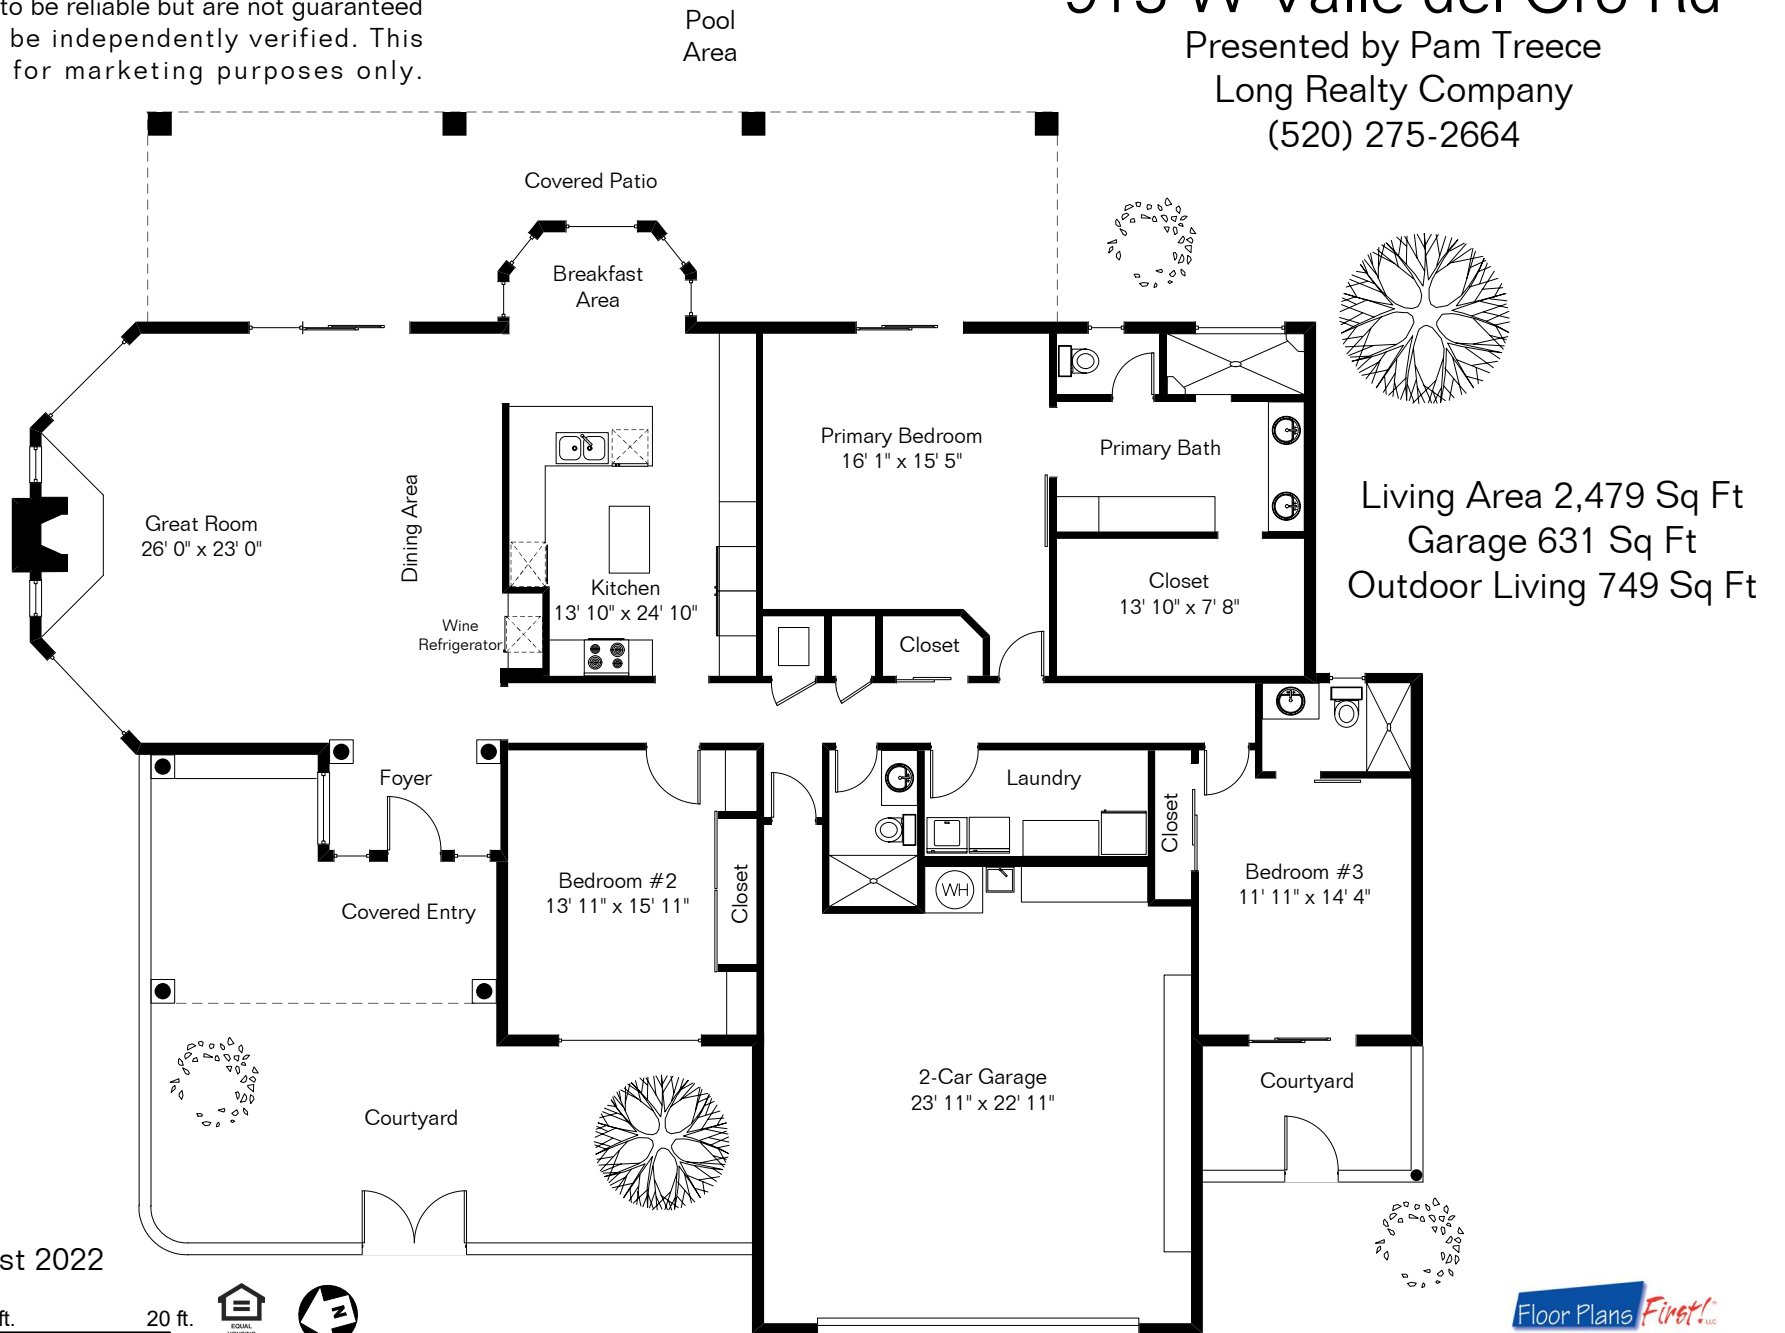 to be reliable but are not guaranteed
be independently verified. This
for marketing purposes only.
Pool
Area
Presented by Pam Treece
Long Realty Company
(520) 275-2664
Covered Patio
Breakfast
Area
Primary Bedroom
16' 1" x 15' 5"
Primary Bath
Great Room
26' 0" x 23' 0"
Dining Area
Kitchen
13' 10" x 24' 10"
Wine
Refrigerator
Closet
Closet
13' 10" x 7' 8"
Living Area 2,479 Sq Ft
Garage 631 Sq Ft
Outdoor Living 749 Sq Ft
Foyer
Laundry
Closet
Bedroom #2
13' 11" x 15' 11"
Closet
WH
Bedroom #3
11' 11" x 14' 4"
Covered Entry
2-Car Garage
23' 11" x 22' 11"
Courtyard
Courtyard
2022
ft.
20 ft.
EQUAL
N
Floor Plans First! LLC